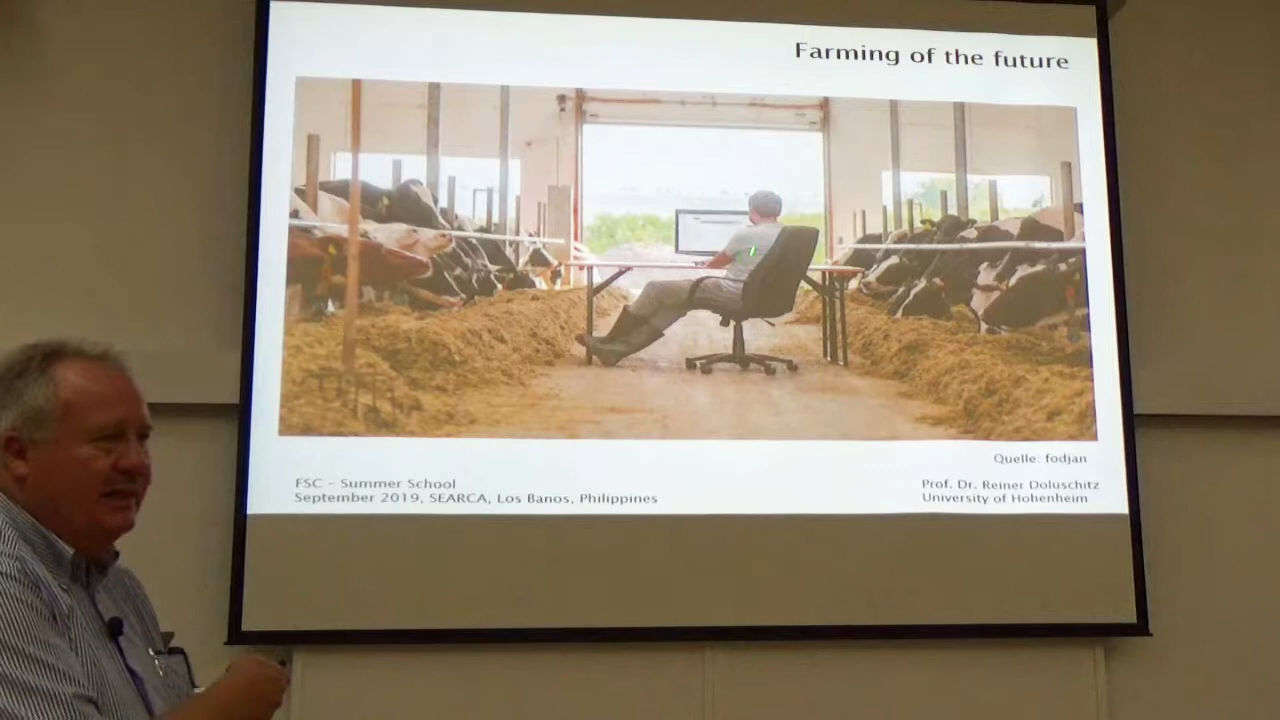 Farming of the future
Quelle: fodjan
FSC - Summer School
September 2019, SEARCA, Los Banos, Philippines
Prof. Dr. Reiner Doluschitz
University of Hohenheim